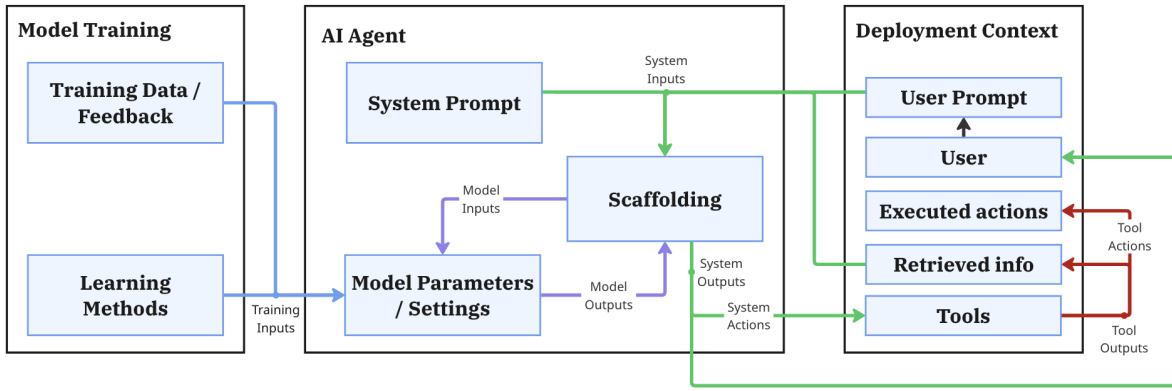 Model Training
Training Data /
Feedback
Learning
Methods
Training
Inputs
AI Agent
System Prompt
System
Inputs
Scaffolding
Model
Inputs
Model Parameters
/ Settings
Model
Outputs
System
Outputs
System
Actions
Deployment Context
User Prompt
User
Executed actions
Tool
Actions
Retrieved info
Tools
Tool
Outputs